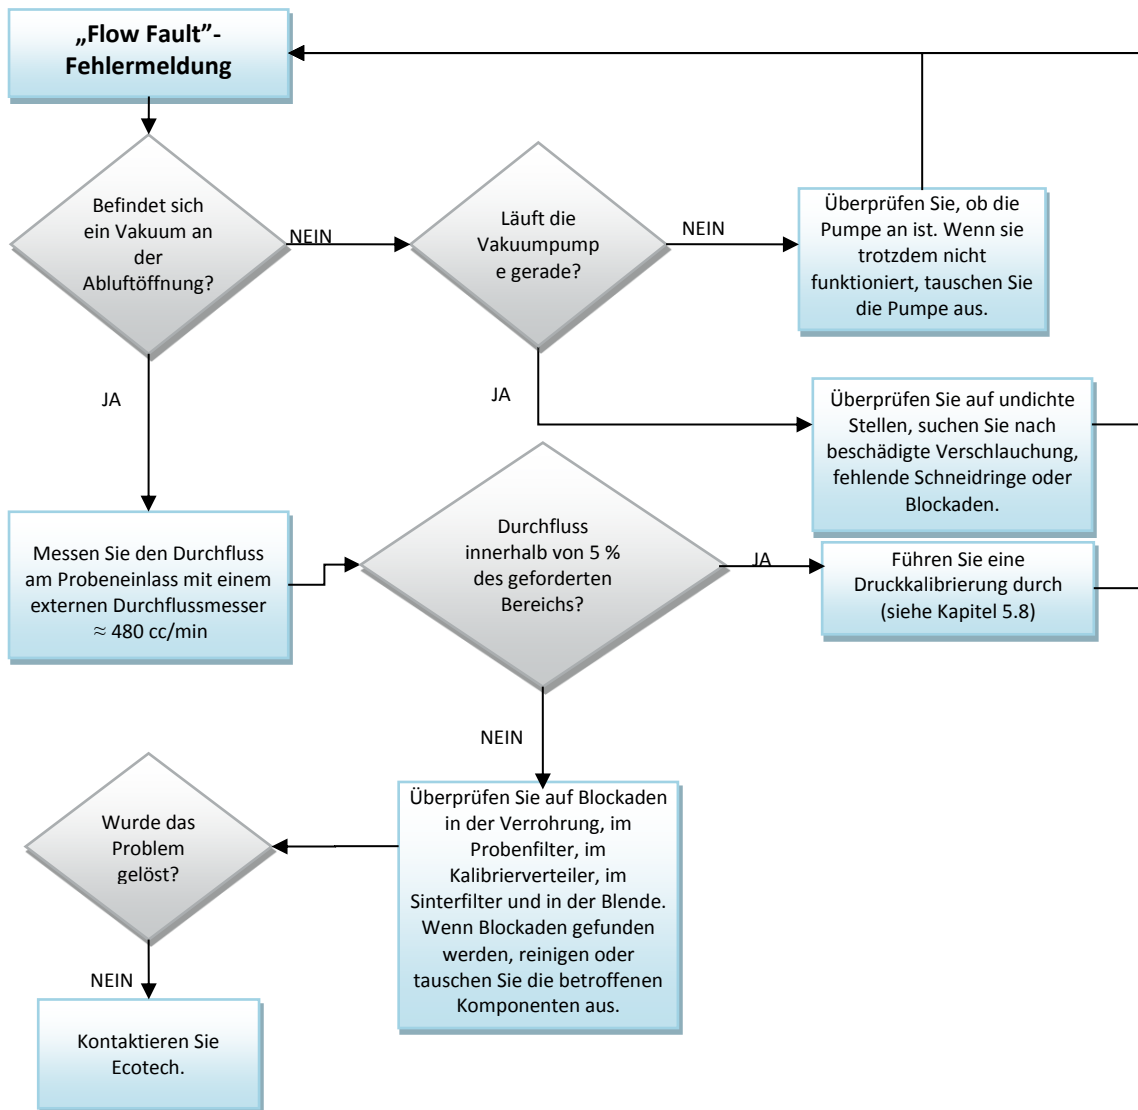 „Flow Fault”-
Fehlermeldung
Befindet sich
ein Vakuum an
der
Abluftöffnung?
NEIN
Läuft die
Vakuumpump
e gerade?
NEIN
Überprüfen Sie, ob die
Pumpe an ist. Wenn sie
trotzdem nicht
funktioniert, tauschen Sie
die Pumpe aus.
JA
JA
Überprüfen Sie auf undichte
Stellen, suchen Sie nach
beschädigte Verschlauchung,
fehlende Schneidringe oder
Blockaden.
Messen Sie den Durchfluss
am Probeneinlass mit einem
externen Durchflussmesser
≈ 480 cc/min
Durchfluss
innerhalb von 5 %
des geforderten
Bereichs?
JA
Führen Sie eine
Druckkalibrierung durch
(siehe Kapitel 5.8)
NEIN
Überprüfen Sie auf Blockaden
in der Verrohrung, im
Probenfilter, im
Kalibrierverteiler, im
Sinterfilter und in der Blende.
Wenn Blockaden gefunden
werden, reinigen oder
tauschen Sie die betroffenen
Komponenten aus.
Wurde das
Problem
gelöst?
NEIN
Kontaktieren Sie
Ecotech.